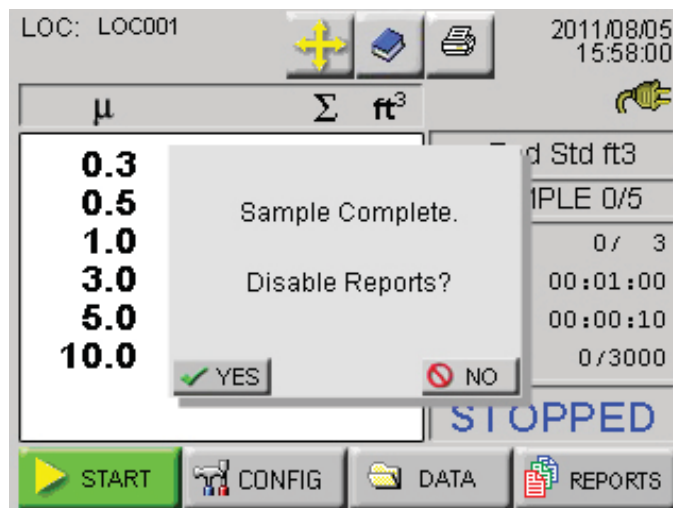 LOC: LOC001
2011/08/05
15:58:00
μ Σ ft³
0.3
0.5
1.0
3.0
5.0
10.0
Std ft3
0/5
0/ 3
00:01:00
00:00:10
0/3000
STOPPED
Sample Complete.
Disable Reports?
YES
NO
START
CONFIG
DATA
REPORTS